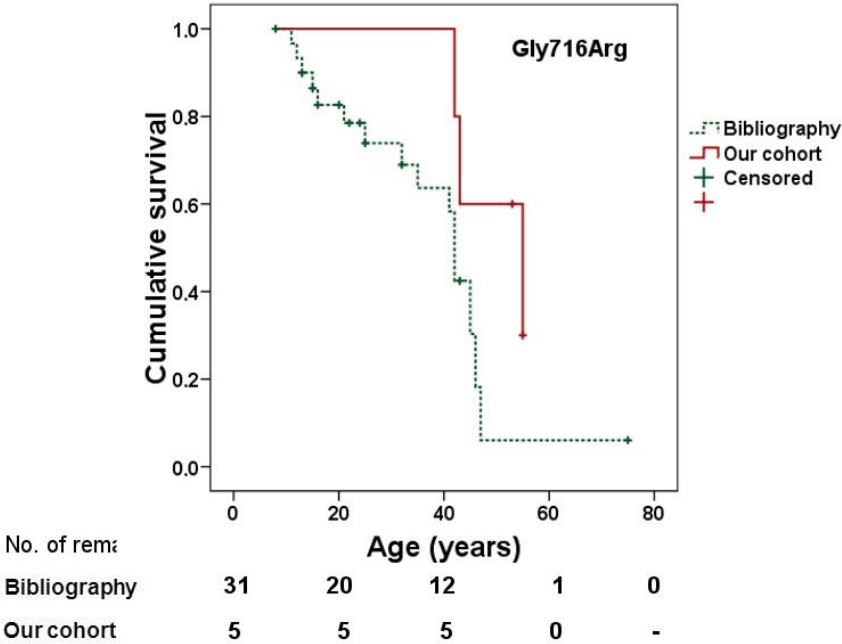 Gly716Arg
Cumulative survival
1.0
0.8
0.6
0.4
0.2
0.0
0 20 40 60 80
Age (years)
Bibliography
Our cohort
Censored
No. of
Bibliography 31 20 12 1 0
Our cohort 5 5 5 0 -